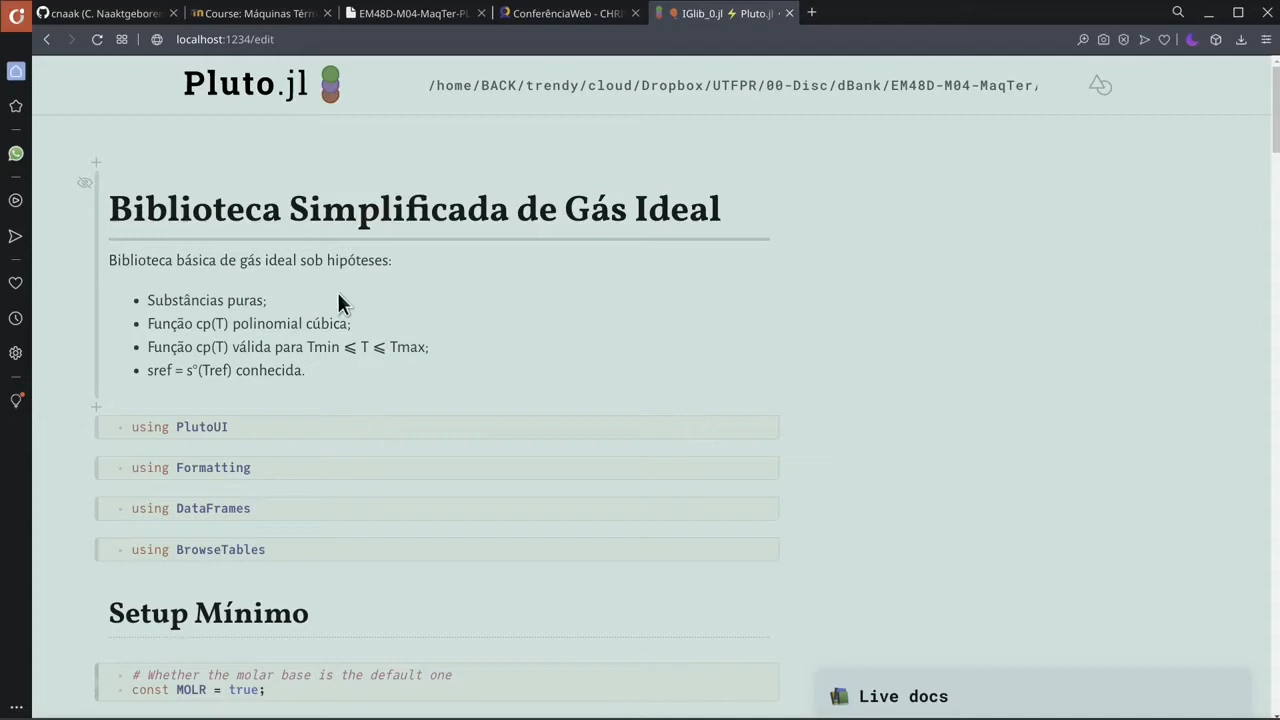 cnaak (C. Naaktgeboren
Course: Máquinas Térm
EM48D-M04-MaqTer-PL
ConferênciaWeb - CHRI
IGlib_0.jl ⚡ Pluto.jl
localhost:1234/edit
Pluto.jl
/home/BACK/trendy/cloud/Dropbox/UTFPR/00-Disc/dBank/EM48D-M04-MaqTer/
Biblioteca Simplificada de Gás Ideal
Biblioteca básica de gás ideal sob hipóteses:
• Substâncias puras;
• Função cp(T) polinomial cúbica;
• Função cp(T) válida para Tmin ⩽ T ⩽ Tmax;
• sref = s°(Tref) conhecida.
using PlutoUI
using Formatting
using DataFrames
using BrowseTables
Setup Mínimo
# Whether the molar base is the default one
const MOLR = true;
Live docs